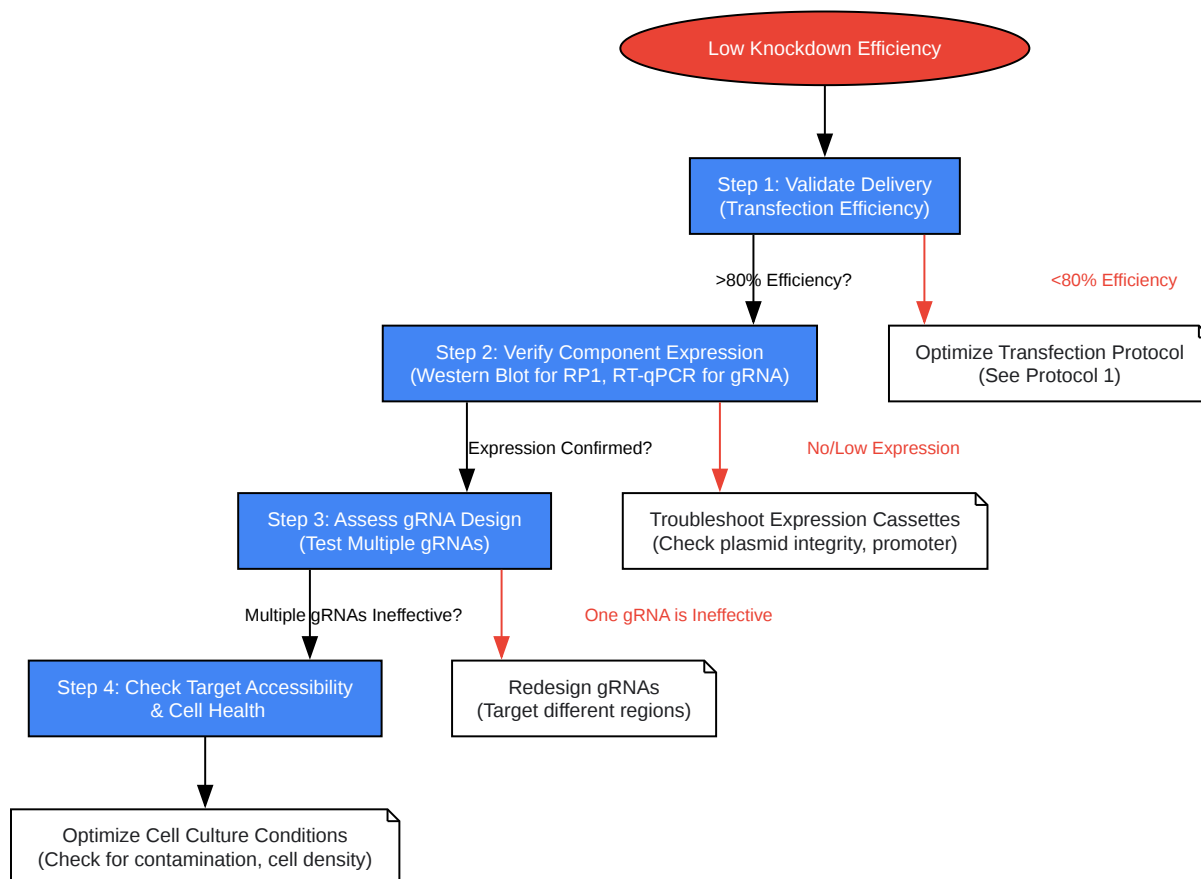 Low Knockdown Efficiency
Step 1: Validate Delivery
(Transfection Efficiency)
>80% Efficiency?
<80% Efficiency
Step 2: Verify Component Expression
(Western Blot for RP1, RT-qPCR for gRNA)
Optimize Transfection Protocol
(See Protocol 1)
Expression Confirmed?
No/Low Expression
Step 3: Assess gRNA Design
(Test Multiple gRNAs)
Troubleshoot Expression Cassettes
(Check plasmid integrity, promoter)
Multiple gRNAs Ineffective?
One gRNA is Ineffective
Step 4: Check Target Accessibility
& Cell Health
Redesign gRNAs
(Target different regions)
Optimize Cell Culture Conditions
(Check for contamination, cell density)